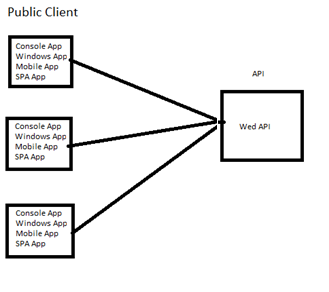 Public Client
Console App
Windows App
Mobile App
SPA App
API
Wed API
Console App
Windows App
Mobile App
SPA App
Console App
Windows App
Mobile App
SPA App